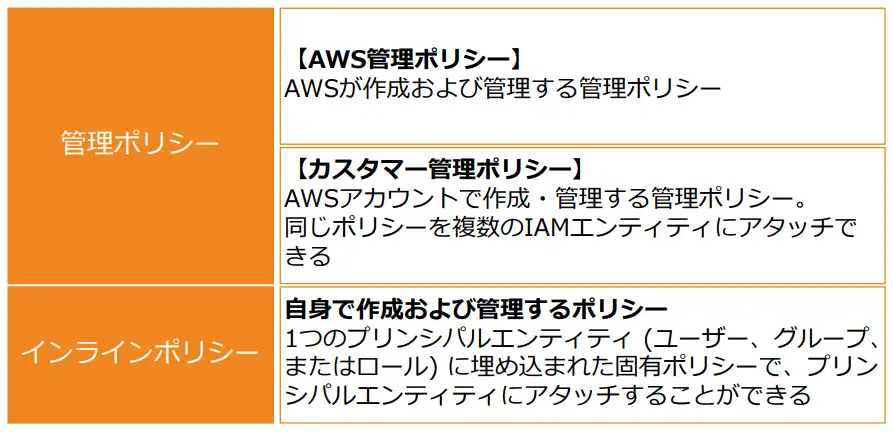 管理ポリシー
【AWS管理ポリシー】
AWSが作成および管理する管理ポリシー
【カスタマー管理ポリシー】
AWSアカウントで作成・管理する管理ポリシー。
同じポリシーを複数のIAMエンティティにアタッチで
きる
インラインポリシー
自身で作成および管理するポリシー
1つのプリンシパルエンティティ (ユーザー、グループ、
またはロール) に埋め込まれた固有ポリシーで、プリン
シパルエンティティにアタッチすることができる